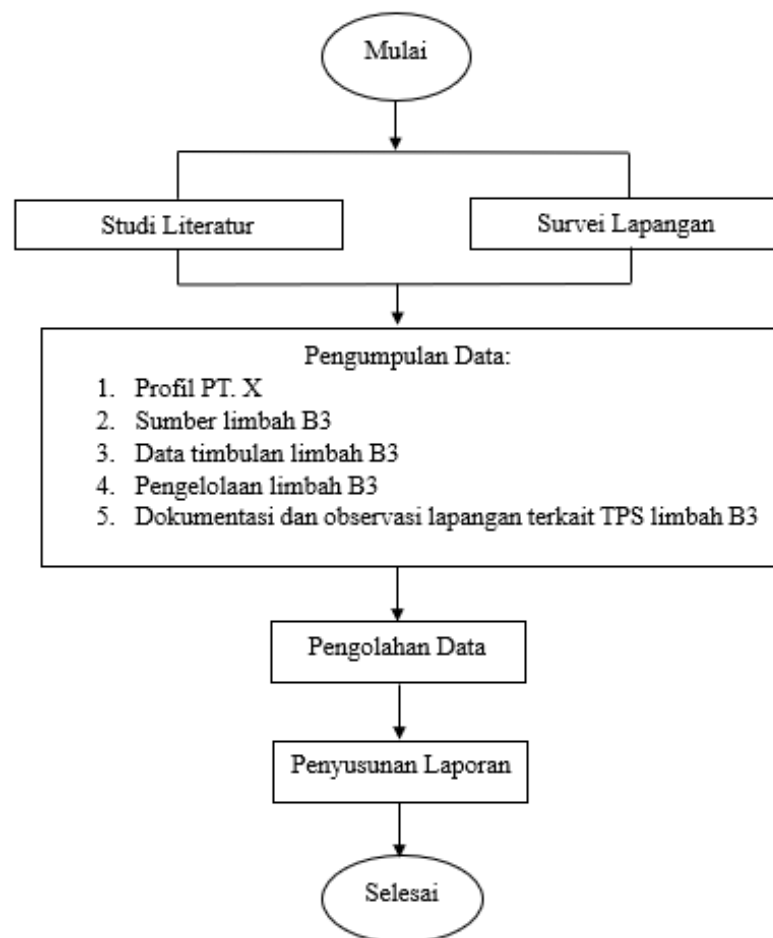 Mulai
Studi Literatur
Survei Lapangan
Pengumpulan Data:
1. Profil PT. X
2. Sumber limbah B3
3. Data timbulan limbah B3
4. Pengelolaan limbah B3
5. Dokumentasi dan observasi lapangan terkait TPS limbah B3
Pengolahan Data
Penyusunan Laporan
Selesai